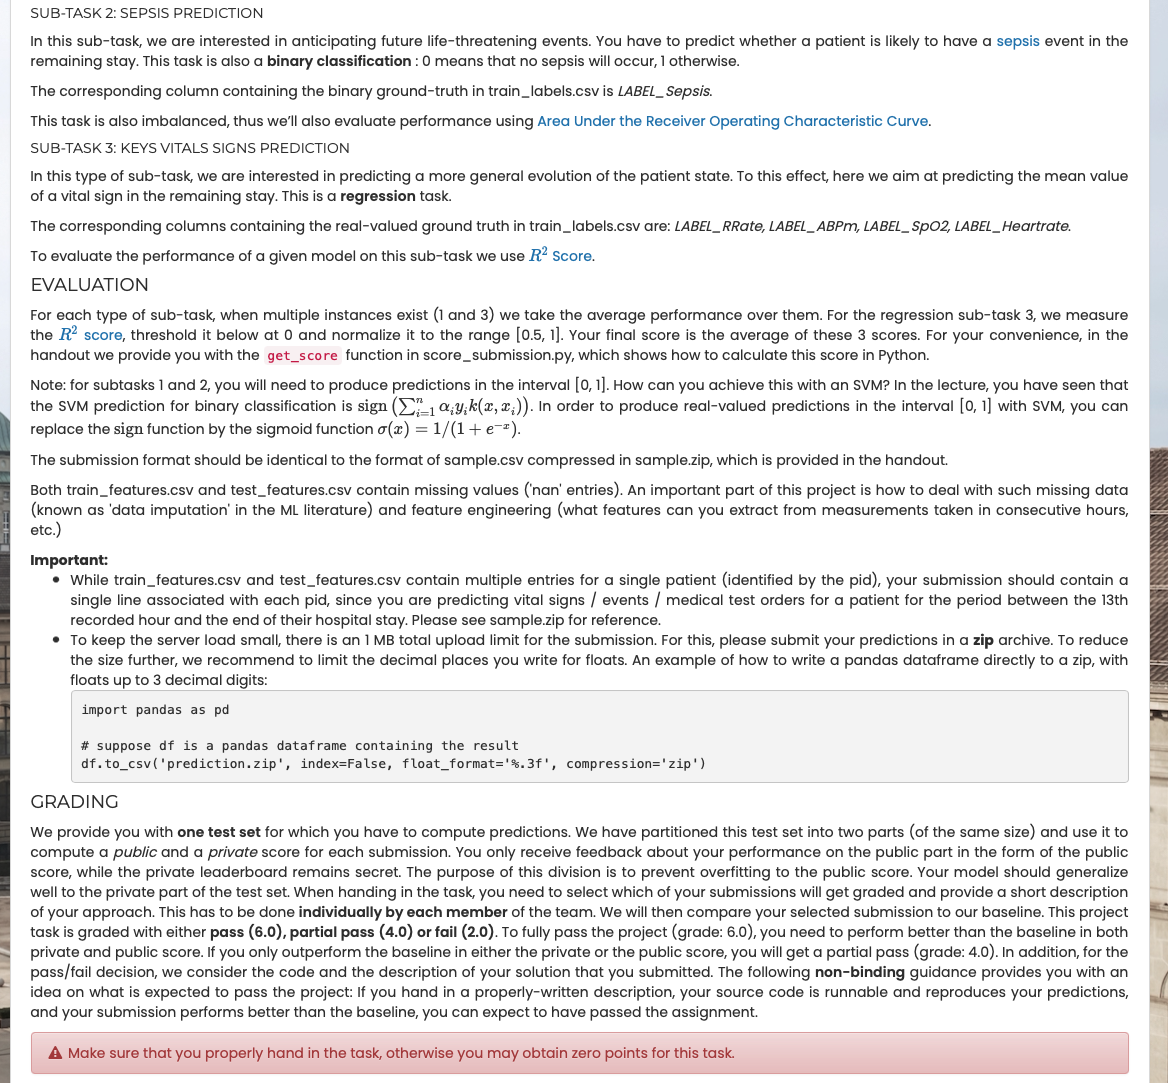 SUB-TASK 2: SEPSIS PREDICTION
In this sub-task, we are interested in anticipating future life-threatening events. You have to predict whether a patient is likely to have a sepsis event in the
remaining stay. This task is also a binary classification : 0 means that no sepsis will occur, 1 otherwise.
The corresponding column containing the binary ground-truth in train_labels.csv is LABEL_Sepsis.
This task is also imbalanced, thus we'll also evaluate performance using Area Under the Receiver Operating Characteristic Curve.
SUB-TASK 3: KEYS VITALS SIGNS PREDICTION
In this type of sub-task, we are interested in predicting a more general evolution of the patient state. To this effect, here we aim at predicting the mean value
of a vital sign in the remaining stay. This is a regression task.
The corresponding columns containing the real-valued ground truth in train_labels.csv are: LABEL_RRate, LABEL_ABPm, LABEL_SpO2, LABEL_Heartrate.
To evaluate the performance of a given model on this sub-task we use R² Score.
EVALUATION
For each type of sub-task, when multiple instances exist (1 and 3) we take the average performance over them. For the regression sub-task 3, we measure
the R² score, threshold it below at 0 and normalize it to the range [0.5, 1]. Your final score is the average of these 3 scores. For your convenience, in the
handout we provide you with the get_score function in score_submission.py, which shows how to calculate this score in Python.
Note: for subtasks 1 and 2, you will need to produce predictions in the interval [0, 1]. How can you achieve this with an SVM? In the lecture, you have seen that
the SVM prediction for binary classification is sign (∑ⁿᵢ₌₁ αᵢyᵢk(x, xᵢ)). In order to produce real-valued predictions in the interval [0, 1] with SVM, you can
replace the sign function by the sigmoid function σ(x) = 1/(1 + e⁻ˣ).
The submission format should be identical to the format of sample.csv compressed in sample.zip, which is provided in the handout.
Both train_features.csv and test_features.csv contain missing values ('nan' entries). An important part of this project is how to deal with such missing data
(known as 'data imputation' in the ML literature) and feature engineering (what features can you extract from measurements taken in consecutive hours,
etc.)
Important:
• While train_features.csv and test_features.csv contain multiple entries for a single patient (identified by the pid), your submission should contain a
single line associated with each pid, since you are predicting vital signs / events / medical test orders for a patient for the period between the 13th
recorded hour and the end of their hospital stay. Please see sample.zip for reference.
• To keep the server load small, there is an 1 MB total upload limit for the submission. For this, please submit your predictions in a zip archive. To reduce
the size further, we recommend to limit the decimal places you write for floats. An example of how to write a pandas dataframe directly to a zip, with
floats up to 3 decimal digits:
import pandas as pd
# suppose df is a pandas dataframe containing the result
df.to_csv('prediction.zip', index=False, float_format='%.3f', compression='zip')
GRADING
We provide you with one test set for which you have to compute predictions. We have partitioned this test set into two parts (of the same size) and use it to
compute a public and a private score for each submission. You only receive feedback about your performance on the public part in the form of the public
score, while the private leaderboard remains secret. The purpose of this division is to prevent overfitting to the public score. Your model should generalize
well to the private part of the test set. When handing in the task, you need to select which of your submissions will get graded and provide a short description
of your approach. This has to be done individually by each member of the team. We will then compare your selected submission to our baseline. This project
task is graded with either pass (6.0), partial pass (4.0) or fail (2.0). To fully pass the project (grade: 6.0), you need to perform better than the baseline in both
private and public score. If you only outperform the baseline in either the private or the public score, you will get a partial pass (grade: 4.0). In addition, for the
pass/fail decision, we consider the code and the description of your solution that you submitted. The following non-binding guidance provides you with an
idea on what is expected to pass the project: If you hand in a properly-written description, your source code is runnable and reproduces your predictions,
and your submission performs better than the baseline, you can expect to have passed the assignment.
Make sure that you properly hand in the task, otherwise you may obtain zero points for this task.